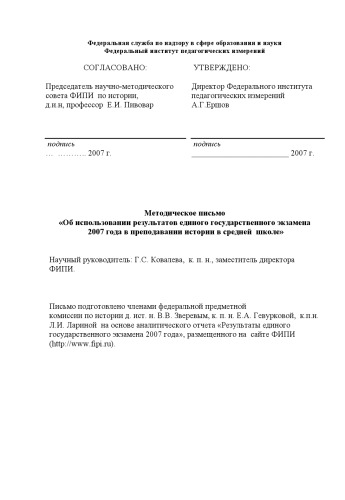 Федеральная служба по надзору в сфере образования и науки
Федеральный институт педагогических измерений
СОГЛАСОВАНО:
Председатель научно-методического
совета ФИПИ по истории,
д.и.н, профессор Е.И. Пивовар
подпись
… ……….. 2007 г.
УТВЕРЖДЕНО:
Директор Федерального института
педагогических измерений
А.Г.Ершов
подпись
__________________________ 2007 г.
Методическое письмо
«Об использовании результатов единого государственного экзамена
2007 года в преподавании истории в средней школе»
Научный руководитель: Г.С. Ковалева, к. п. н., заместитель директора
ФИПИ.
Письмо подготовлено членами федеральной предметной
комиссии по истории д. ист. н. В.В. Зверевым, к. п. н. Е.А. Гевурковой, к.п.н.
Л.И. Лариной на основе аналитического отчета «Результаты единого
государственного экзамена 2007 года», размещенного на сайте ФИПИ
(http://www.fipi.ru).